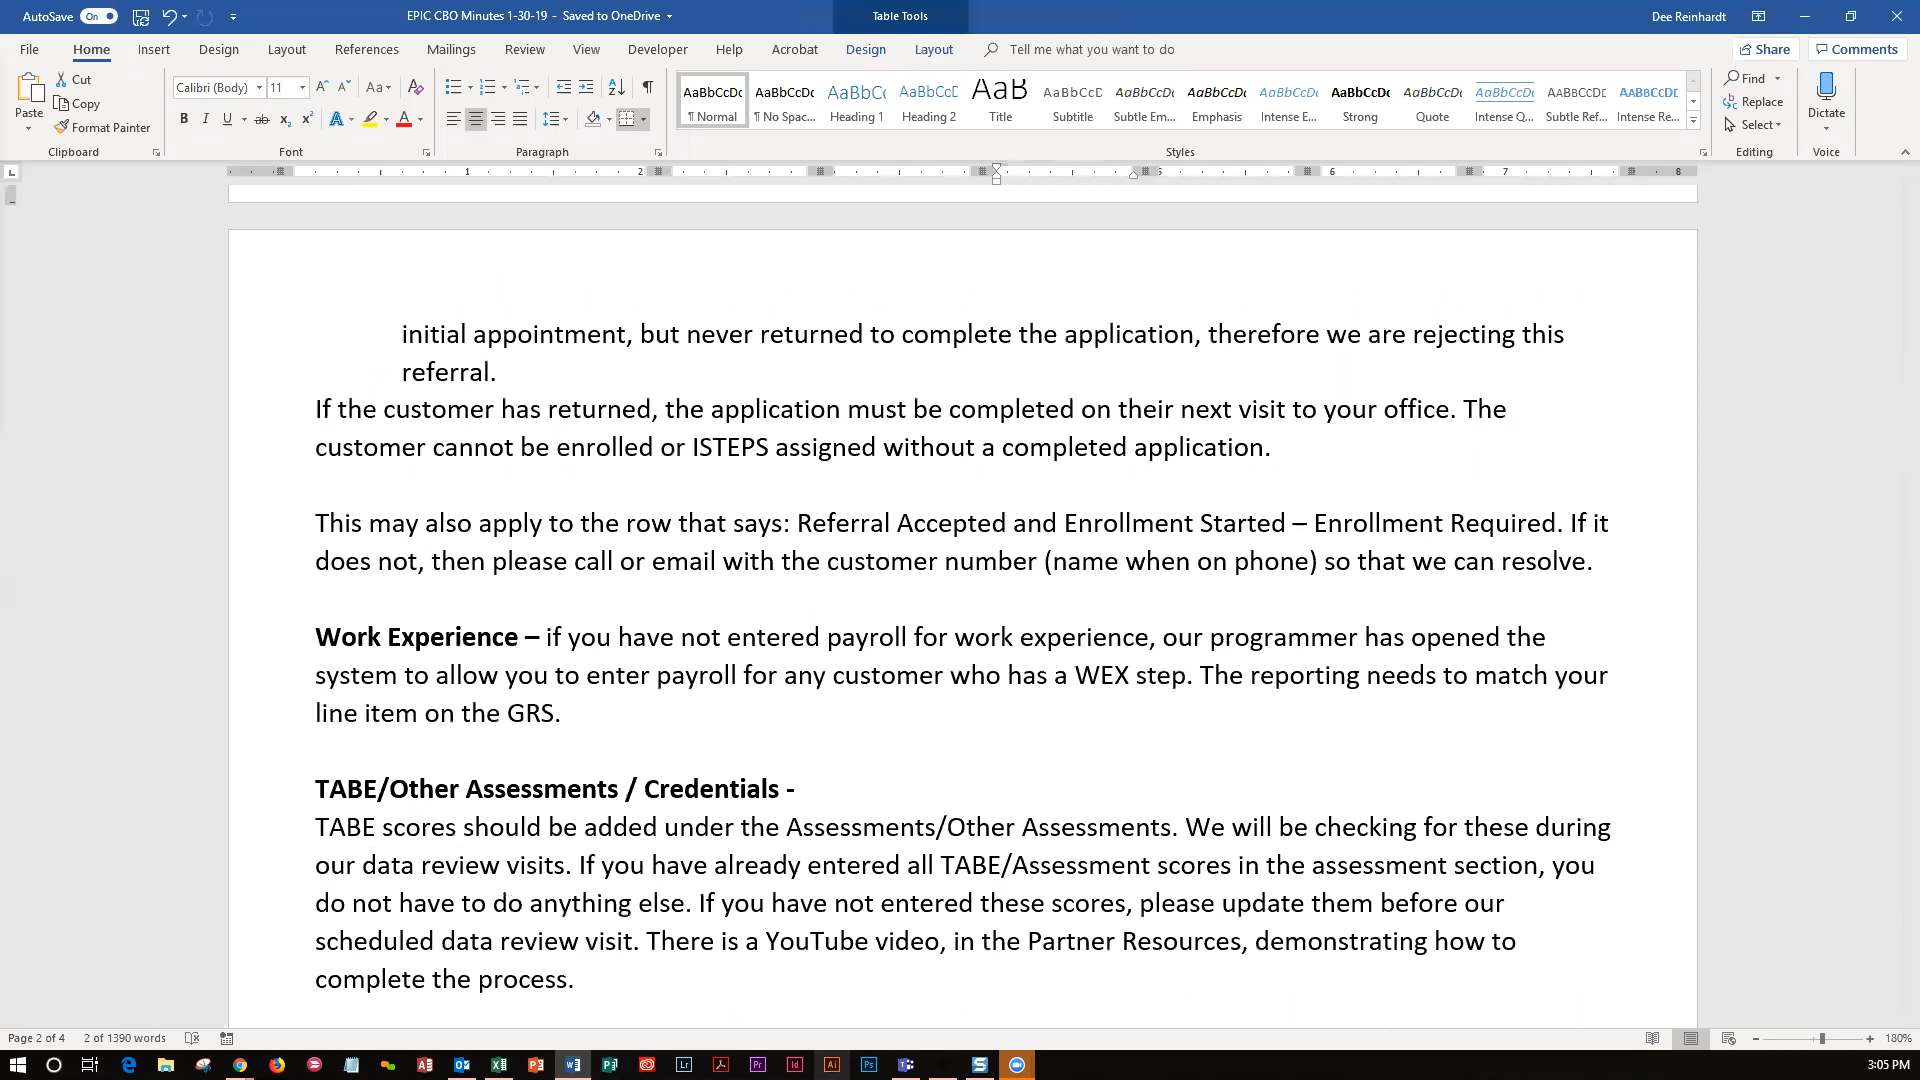 AutoSave On EPIC CBO Minutes 1-30-19 - Saved to OneDrive Table Tools Dee Reinhardt
File Home Insert Design Layout References Mailings Review View Developer Help Acrobat Design Layout Tell me what you want to do Share Comments
Paste Cut Copy Format Painter
Calibri (Body) 11
AaBbCcDc AaBbCcDc AaBbCc AaBbCcD AaB AaBbCcD AaBbCcDc AaBbCcDc AaBbCcDc AaBbCcDc AaBbCcDc AaBbCcDc AABBCCDD AABBCCDE
¶ Normal ¶ No Spac... Heading 1 Heading 2 Title Subtitle Subtle Em... Emphasis Intense E... Strong Quote Intense Q... Subtle Ref... Intense Re...
Find Replace Select Dictate
Clipboard Font Paragraph Styles Editing Voice
1 2 5 6 7 8
initial appointment, but never returned to complete the application, therefore we are rejecting this
referral.
If the customer has returned, the application must be completed on their next visit to your office. The
customer cannot be enrolled or ISTEPS assigned without a completed application.
This may also apply to the row that says: Referral Accepted and Enrollment Started – Enrollment Required. If it
does not, then please call or email with the customer number (name when on phone) so that we can resolve.
Work Experience – if you have not entered payroll for work experience, our programmer has opened the
system to allow you to enter payroll for any customer who has a WEX step. The reporting needs to match your
line item on the GRS.
TABE/Other Assessments / Credentials -
TABE scores should be added under the Assessments/Other Assessments. We will be checking for these during
our data review visits. If you have already entered all TABE/Assessment scores in the assessment section, you
do not have to do anything else. If you have not entered these scores, please update them before our
scheduled data review visit. There is a YouTube video, in the Partner Resources, demonstrating how to
complete the process.
Page 2 of 4 2 of 1390 words 180%
3:05 PM